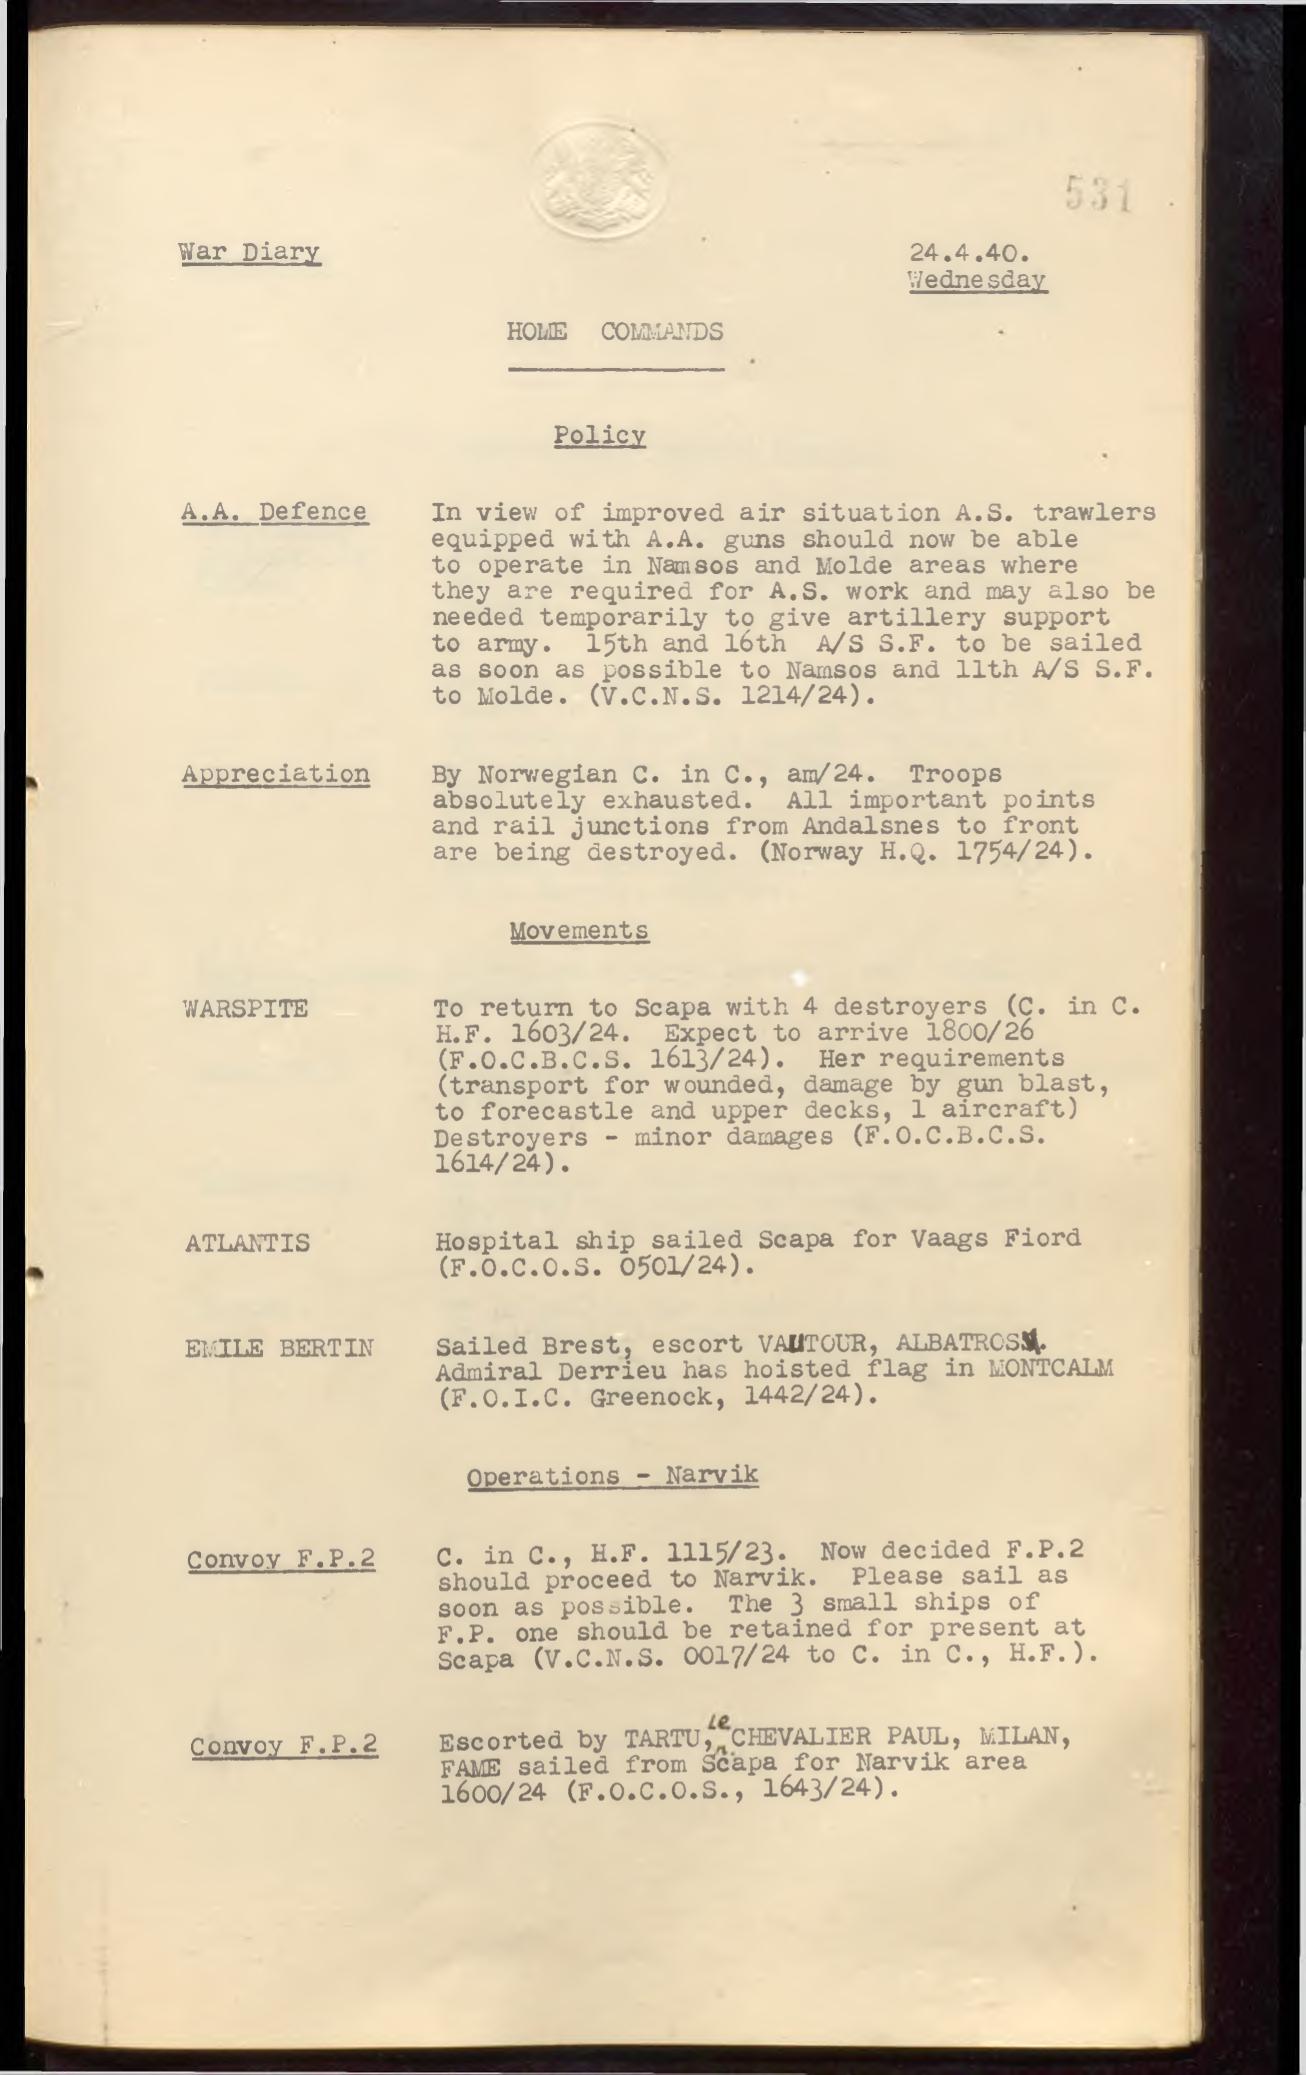 531
War Diary
24.4.40.
Wednesday
HOME COMMANDS
Policy
A.A. Defence
In view of improved air situation A.S. trawlers
equipped with A.A. guns should now be able
to operate in Namsos and Molde areas where
they are required for A.S. work and may also be
needed temporarily to give artillery support
to army. 15th and 16th A/S S.F. to be sailed
as soon as possible to Namsos and 11th A/S S.F.
to Molde. (V.C.N.S. 1214/24).
Appreciation
By Norwegian C. in C., am/24. Troops
absolutely exhausted. All important points
and rail junctions from Andalsnes to front
are being destroyed. (Norway H.Q. 1754/24).
Movements
WARSPITE
To return to Scapa with 4 destroyers (C. in C.
H.F. 1603/24. Expect to arrive 1800/26
(F.O.C.B.C.S. 1613/24). Her requirements
(transport for wounded, damage by gun blast,
to forecastle and upper decks, 1 aircraft)
Destroyers - minor damages (F.O.C.B.C.S.
1614/24).
ATLANTIS
Hospital ship sailed Scapa for Vaags Fiord
(F.O.C.O.S. 0501/24).
EMILE BERTIN
Sailed Brest, escort VAUTOUR, ALBATROS.
Admiral Derrieu has hoisted flag in MONTCALM
(F.O.I.C. Greenock, 1442/24).
Operations - Narvik
Convoy F.P.2
C. in C., H.F. 1115/23. Now decided F.P.2
should proceed to Narvik. Please sail as
soon as possible. The 3 small ships of
F.P. one should be retained for present at
Scapa (V.C.N.S. 0017/24 to C. in C., H.F.).
Convoy F.P.2
Escorted by TARTU, Le CHEVALIER PAUL, MILAN,
FAME sailed from Scapa for Narvik area
1600/24 (F.O.C.O.S., 1643/24).